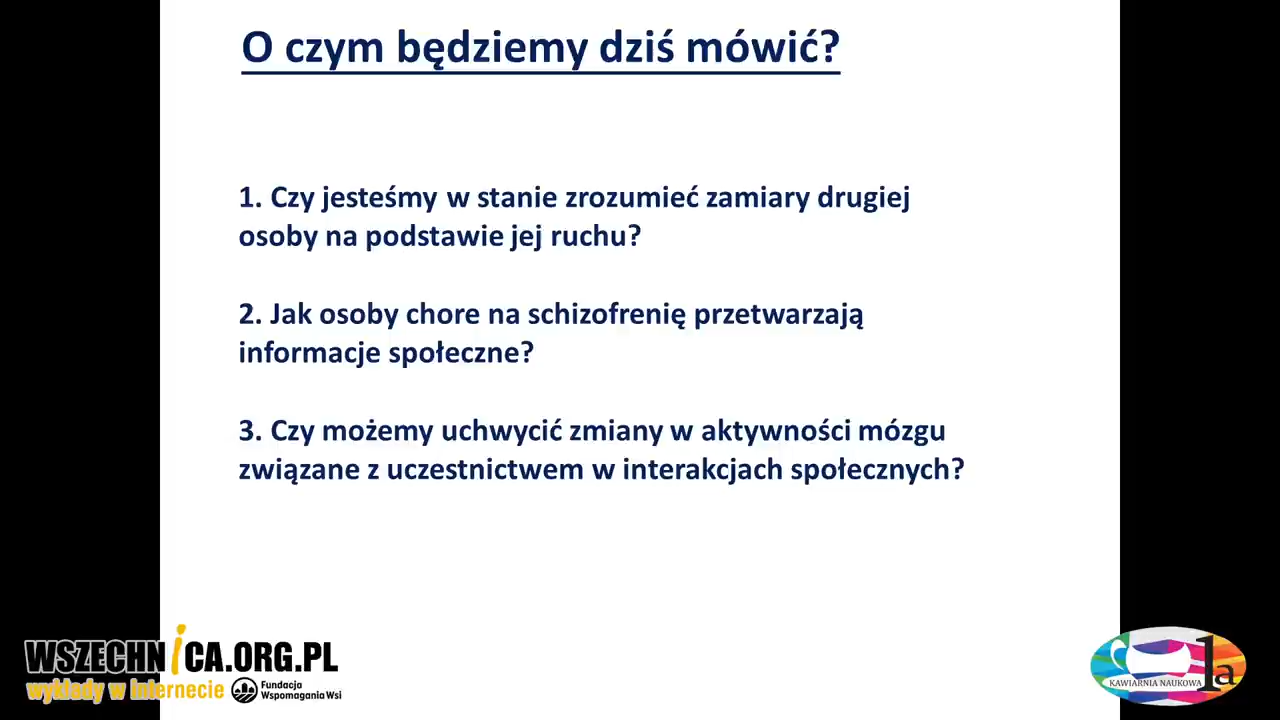 O czym będziemy dziś mówić?
1. Czy jesteśmy w stanie zrozumieć zamiary drugiej
osoby na podstawie jej ruchu?
2. Jak osoby chore na schizofrenię przetwarzają
informacje społeczne?
3. Czy możemy uchwycić zmiany w aktywności mózgu
związane z uczestnictwem w interakcjach społecznych?
WSZECHNiCA.ORG.PL
wykłady w internecie
Fundacja
Wspomagania Wsi
KAWIARNIA NAUKOWA 1a